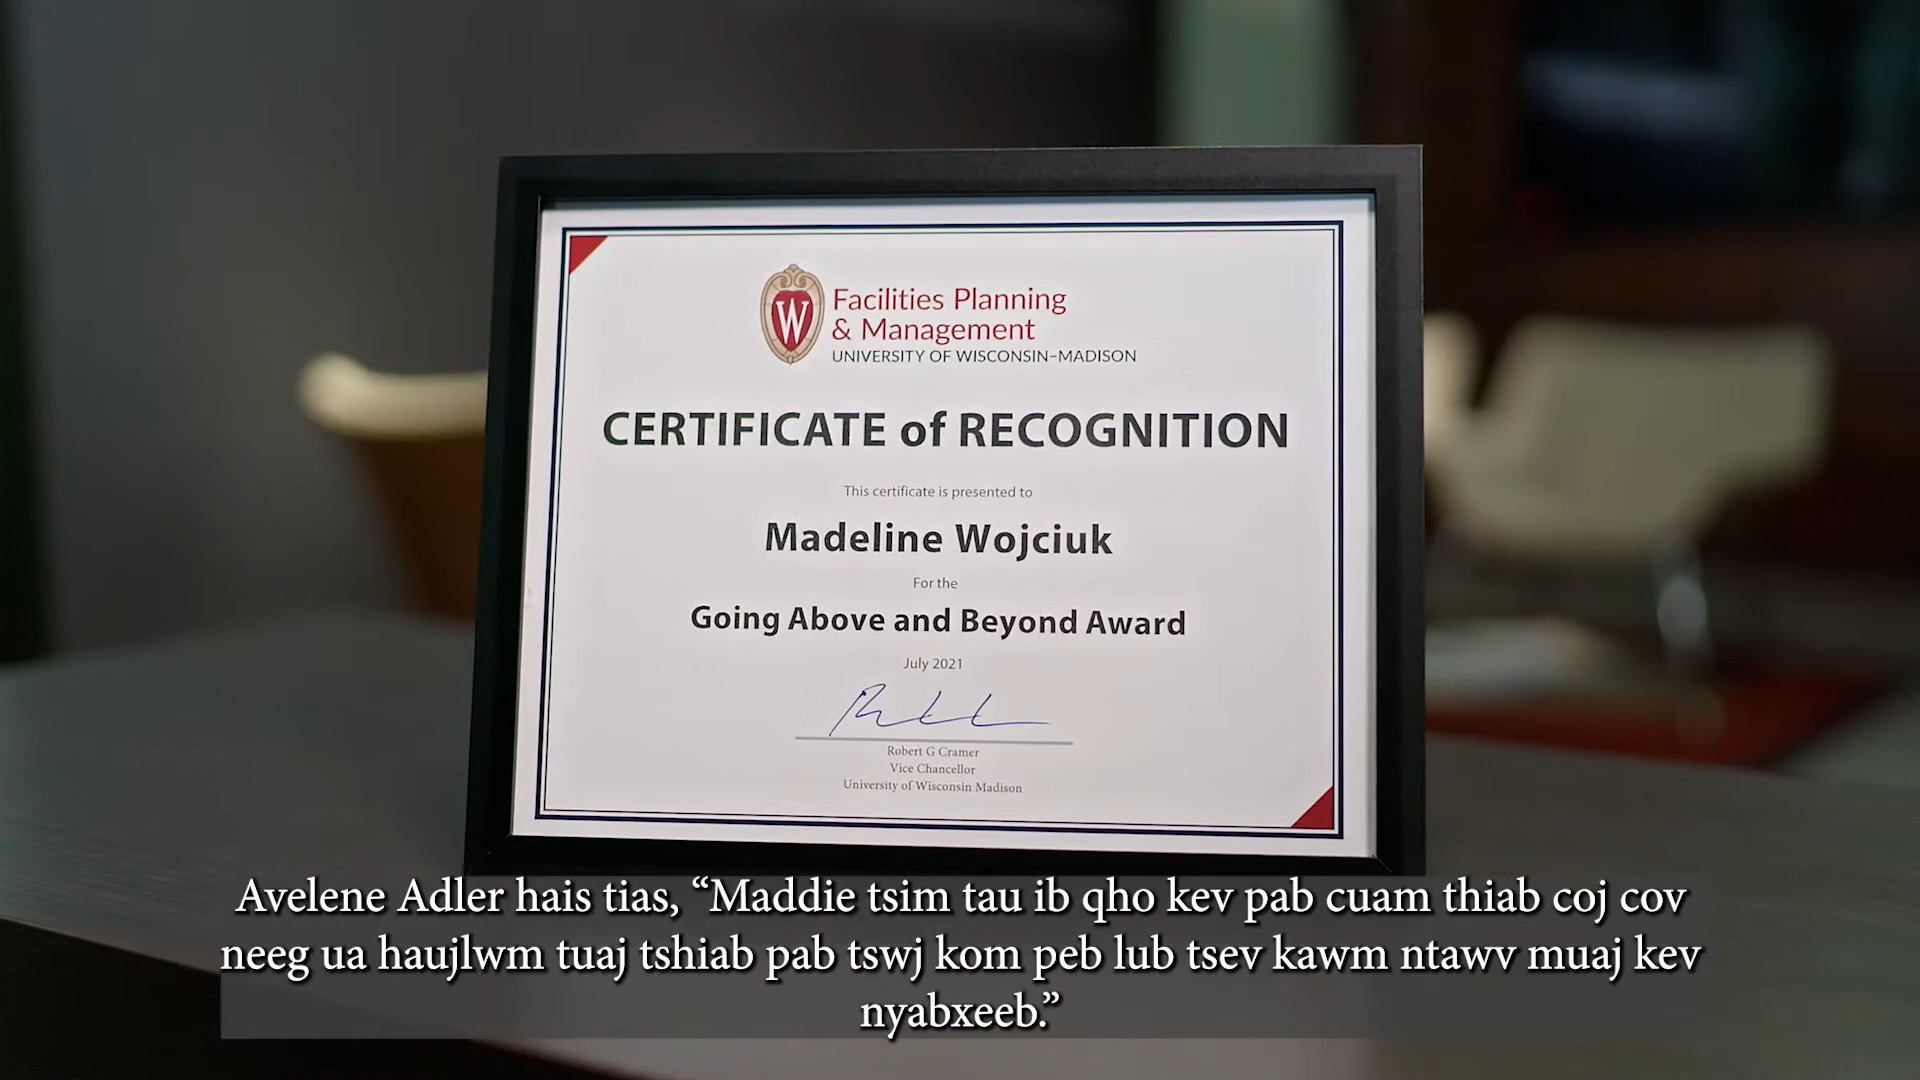 W
Facilities Planning
& Management
UNIVERSITY OF WISCONSIN–MADISON
CERTIFICATE of RECOGNITION
This certificate is presented to
Madeline Wojciuk
For the
Going Above and Beyond Award
July 2021
Robert G Cramer
Vice Chancellor
University of Wisconsin Madison
Avelene Adler hais tias, “Maddie tsim tau ib qho kev pab cuam thiab coj cov
neeg ua haujlwm tuaj tshiab pab tswj kom peb lub tsev kawm ntawv muaj kev
nyabxeeb.”